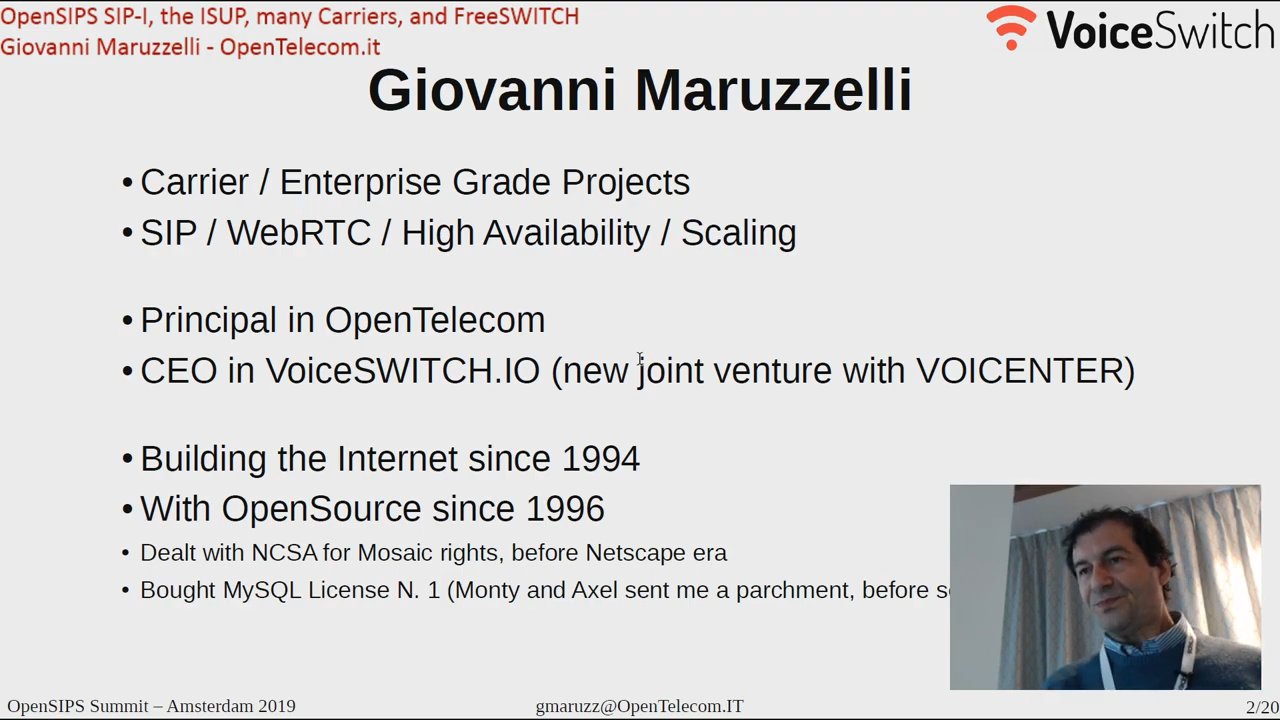 OpenSIPS SIP-I, the ISUP, many Carriers, and FreeSWITCH
Giovanni Maruzzelli - OpenTelecom.it
VoiceSwitch
Giovanni Maruzzelli
• Carrier / Enterprise Grade Projects
• SIP / WebRTC / High Availability / Scaling
• Principal in OpenTelecom
• CEO in VoiceSWITCH.IO (new joint venture with VOICENTER)
• Building the Internet since 1994
• With OpenSource since 1996
• Dealt with NCSA for Mosaic rights, before Netscape era
• Bought MySQL License N. 1 (Monty and Axel sent me a parchment, before
OpenSIPS Summit – Amsterdam 2019
gmaruzz@OpenTelecom.IT
2/20